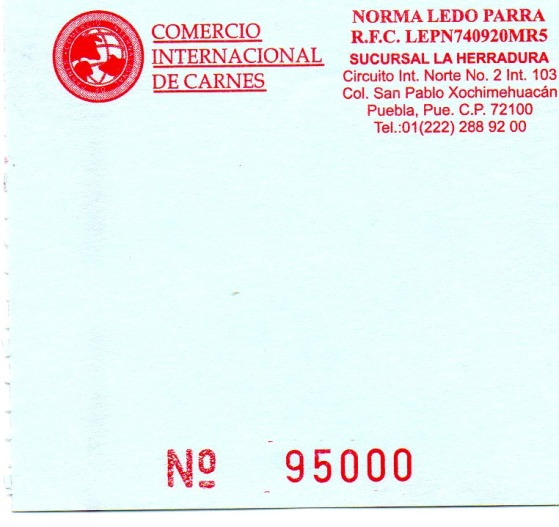 COMERCIO
INTERNACIONAL
DE CARNES
NORMA LEDO PARRA
R.F.C. LEPN740920MR5
SUCURSAL LA HERRADURA
Circuito Int. Norte No. 2 Int. 103
Col. San Pablo Xochimehuacán
Puebla, Pue. C.P. 72100
Tel.:01(222) 288 92 00
Nº 95000